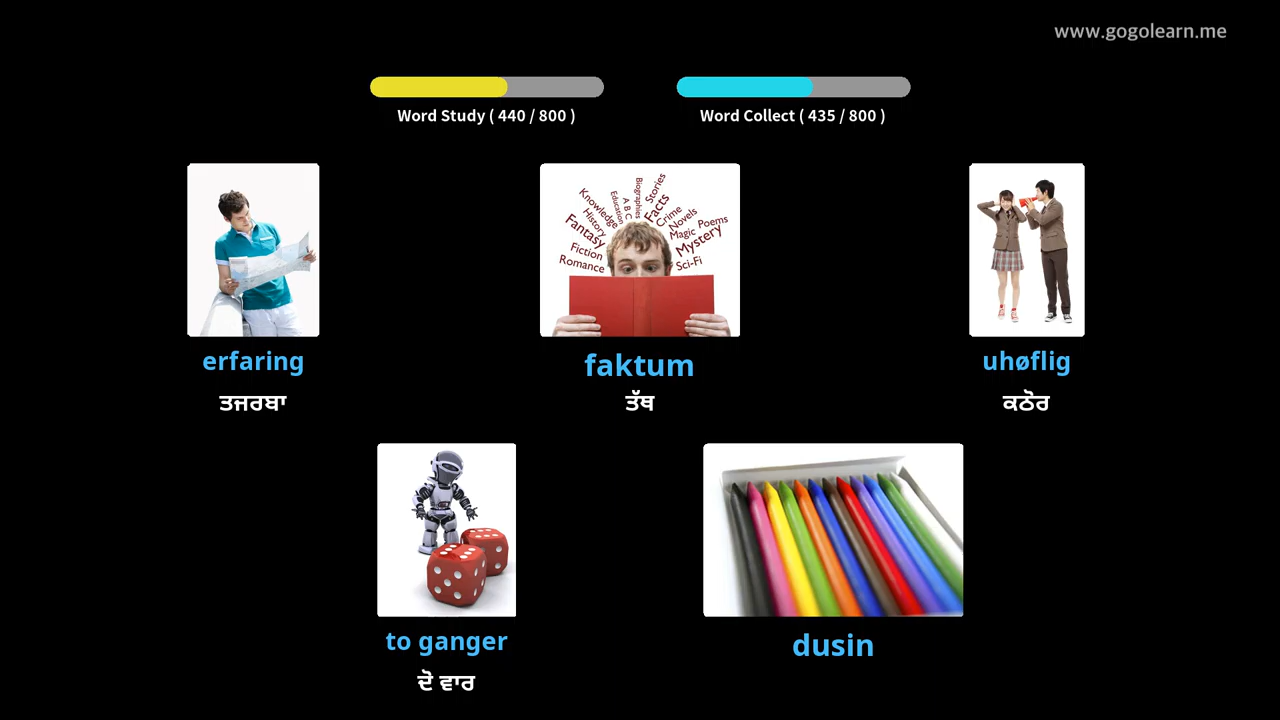 www.gogolearn.me
Word Study ( 440 / 800 )
Word Collect ( 435 / 800 )
Knowledge
History
Fantasy
Fiction
Romance
Education
A B C
Biographies
Stories
Facts
Crime
Novels
Magic Poems
Mystery
Sci-Fi
erfaring
ਤਜਰਬਾ
faktum
ਤੱਥ
uhøflig
ਕਠੋਰ
to ganger
ਦੋ ਵਾਰ
dusin